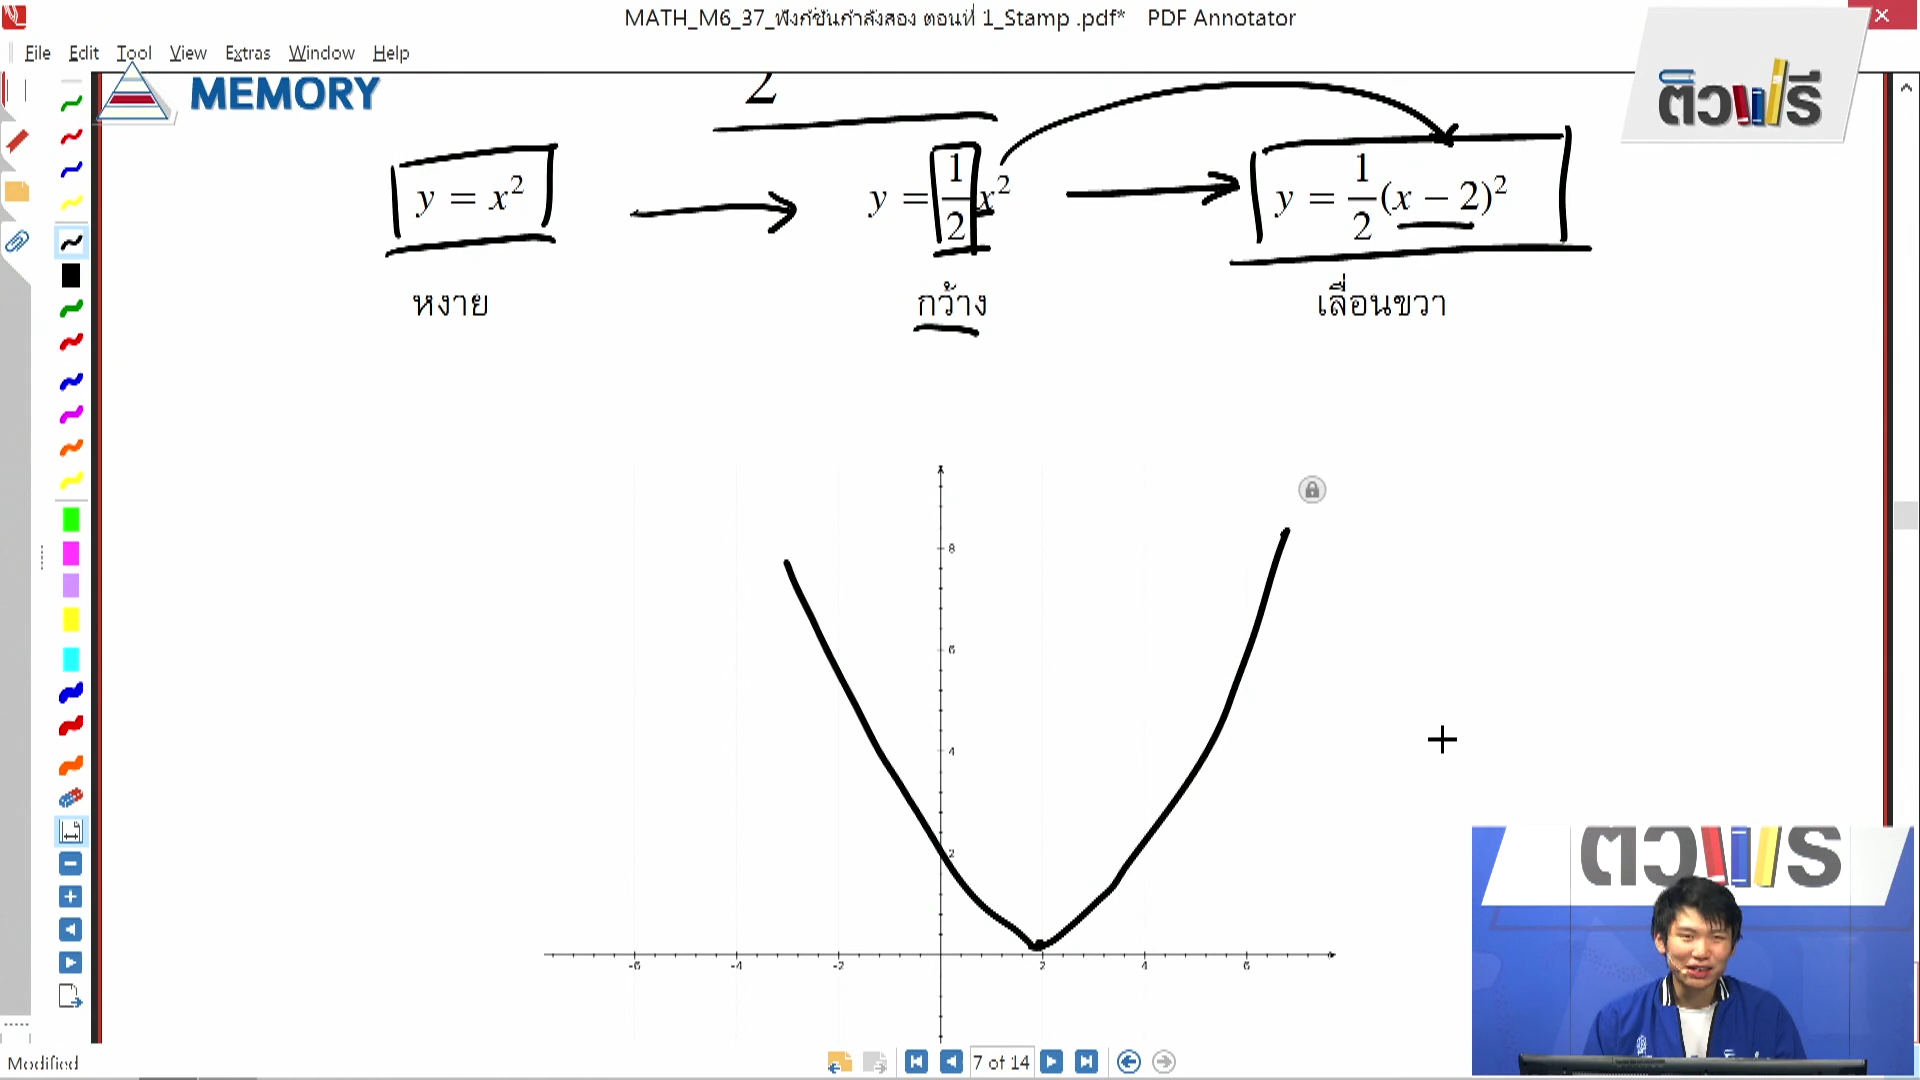 MATH_M6_37_ฟังก์ชันกำลังสอง ตอนที่ 1_Stamp .pdf* PDF Annotator
File Edit Tool View Extras Window Help
MEMORY
ติวฟรี
2
y = x²
y = 1/2 x²
y = 1/2 (x − 2)²
หงาย
กว้าง
เลื่อนขวา
8
6
4
2
-6 -4 -2 2 4 6
Modified
7 of 14